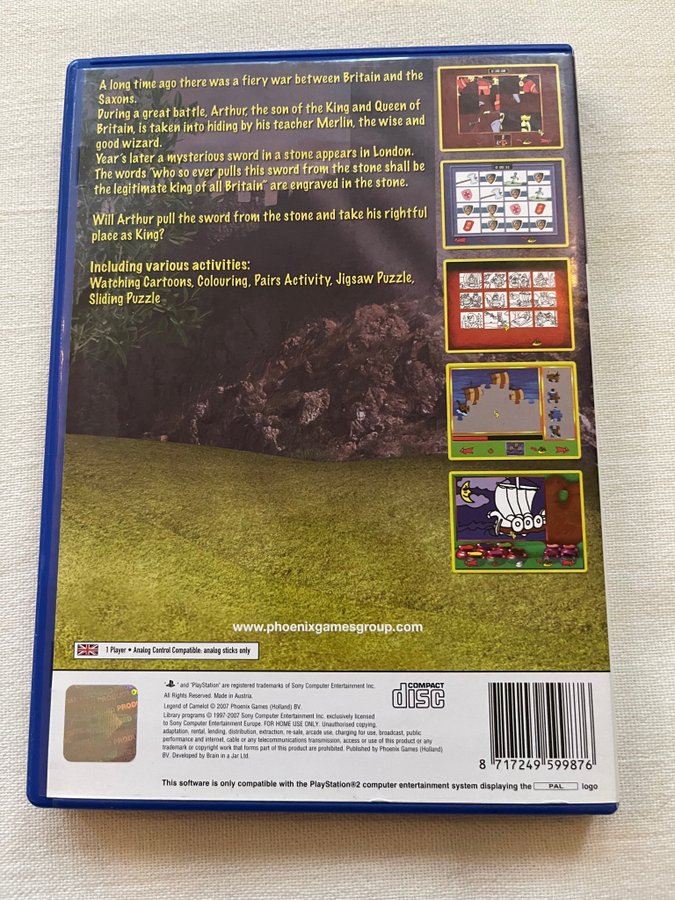 A long time ago there was a fiery war between Britain and the
Saxons.
During a great battle, Arthur, the son of the King and Queen of
Britain, is taken into hiding by his teacher Merlin, the wise and
good wizard.
Year's later a mysterious sword in a stone appears in London.
The words "who so ever pulls this sword from the stone shall be
the legitimate king of all Britain" are engraved in the stone.
Will Arthur pull the sword from the stone and take his rightful
place as King?
Including various activities:
Watching Cartoons, Colouring, Pairs Activity, Jigsaw Puzzle,
Sliding Puzzle
www.phoenixgamesgroup.com
1 Player • Analog Control Compatible: analog sticks only
" and "PlayStation" are registered trademarks of Sony Computer Entertainment Inc.
All Rights Reserved. Made in Austria.
Legend of Camelot © 2007 Phoenix Games (Holland) BV.
Library programs © 1997-2007 Sony Computer Entertainment Inc. exclusively licensed
to Sony Computer Entertainment Europe. FOR HOME USE ONLY. Unauthorised copying,
adaptation, rental, lending, distribution, extraction, re-sale, arcade use, charging for use, broadcast, public
performance and internet, cable or any telecommunications transmission, access or use of this product or any
trademark or copyright work that forms part of this product are prohibited. Published by Phoenix Games (Holland)
BV. Developed by Brain in a Jar Ltd.
COMPACT
disc
8 717249 599876
This software is only compatible with the PlayStation®2 computer entertainment system displaying the PAL logo